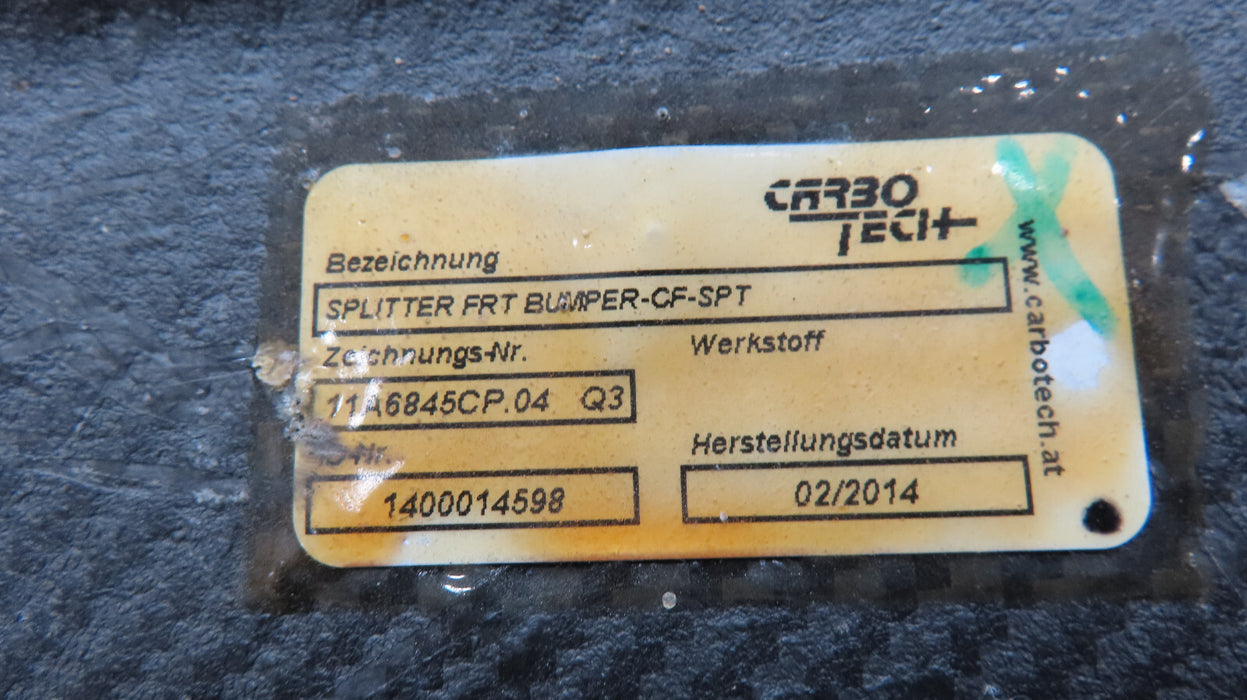 CARBO
TECH
Bezeichnung
SPLITTER FRT BUMPER-CF-SPT
Zeichnungs-Nr.
Werkstoff
11A6845CP.04 Q3
Herstellungsdatum
1400014598
02/2014
www.carbotech.at